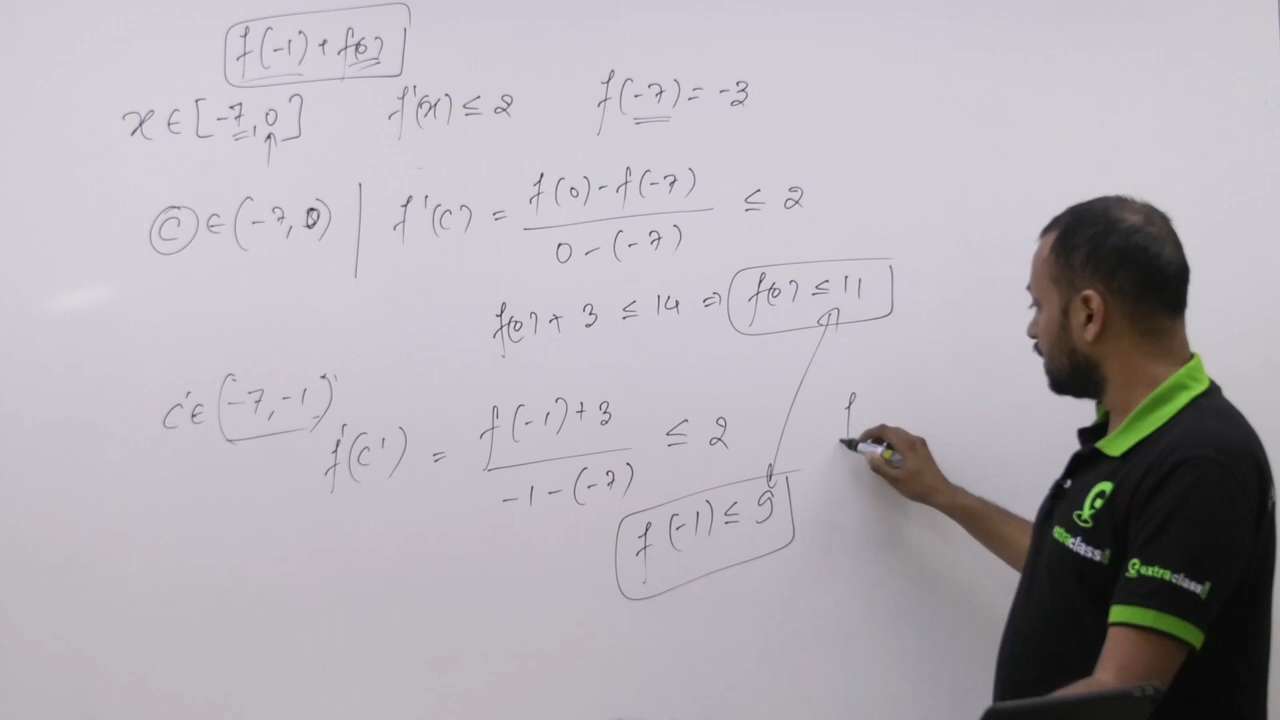 f(-1) + f(0)
x ∈ [-7, 0] f'(x) ≤ 2 f(-7) = -3
c ∈ (-7, 0) | f'(c) = f(0) - f(-7) / 0 - (-7) ≤ 2
f(0) + 3 ≤ 14 ⇒ f(0) ≤ 11
c' ∈ (-7, -1)
f'(c') = f(-1) + 3 / -1 - (-7) ≤ 2
f(-1) ≤ 9
f
extraclass
extraclass